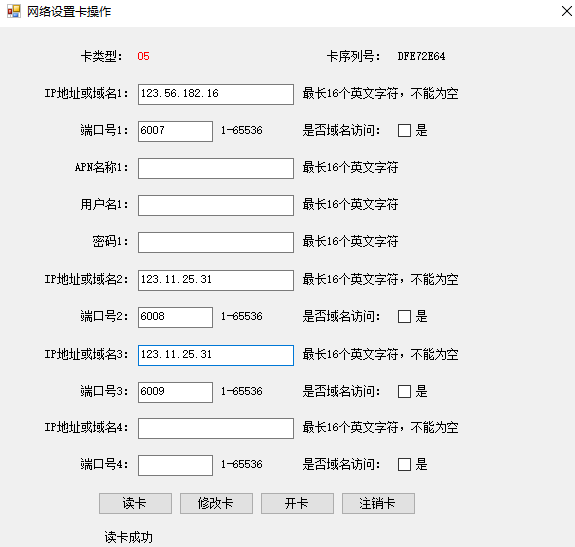 网络设置卡操作
卡类型： 05 卡序列号： DFE72E64
IP地址或域名1： 123.56.182.16 最长16个英文字符，不能为空
端口号1： 6007 1-65536 是否域名访问： 是
APN名称1： 最长16个英文字符
用户名1： 最长16个英文字符
密码1： 最长16个英文字符
IP地址或域名2： 123.11.25.31 最长16个英文字符，不能为空
端口号2： 6008 1-65536 是否域名访问： 是
IP地址或域名3： 123.11.25.31 最长16个英文字符，不能为空
端口号3： 6009 1-65536 是否域名访问： 是
IP地址或域名4： 最长16个英文字符，不能为空
端口号4： 1-65536 是否域名访问： 是
读卡 修改卡 开卡 注销卡
读卡成功